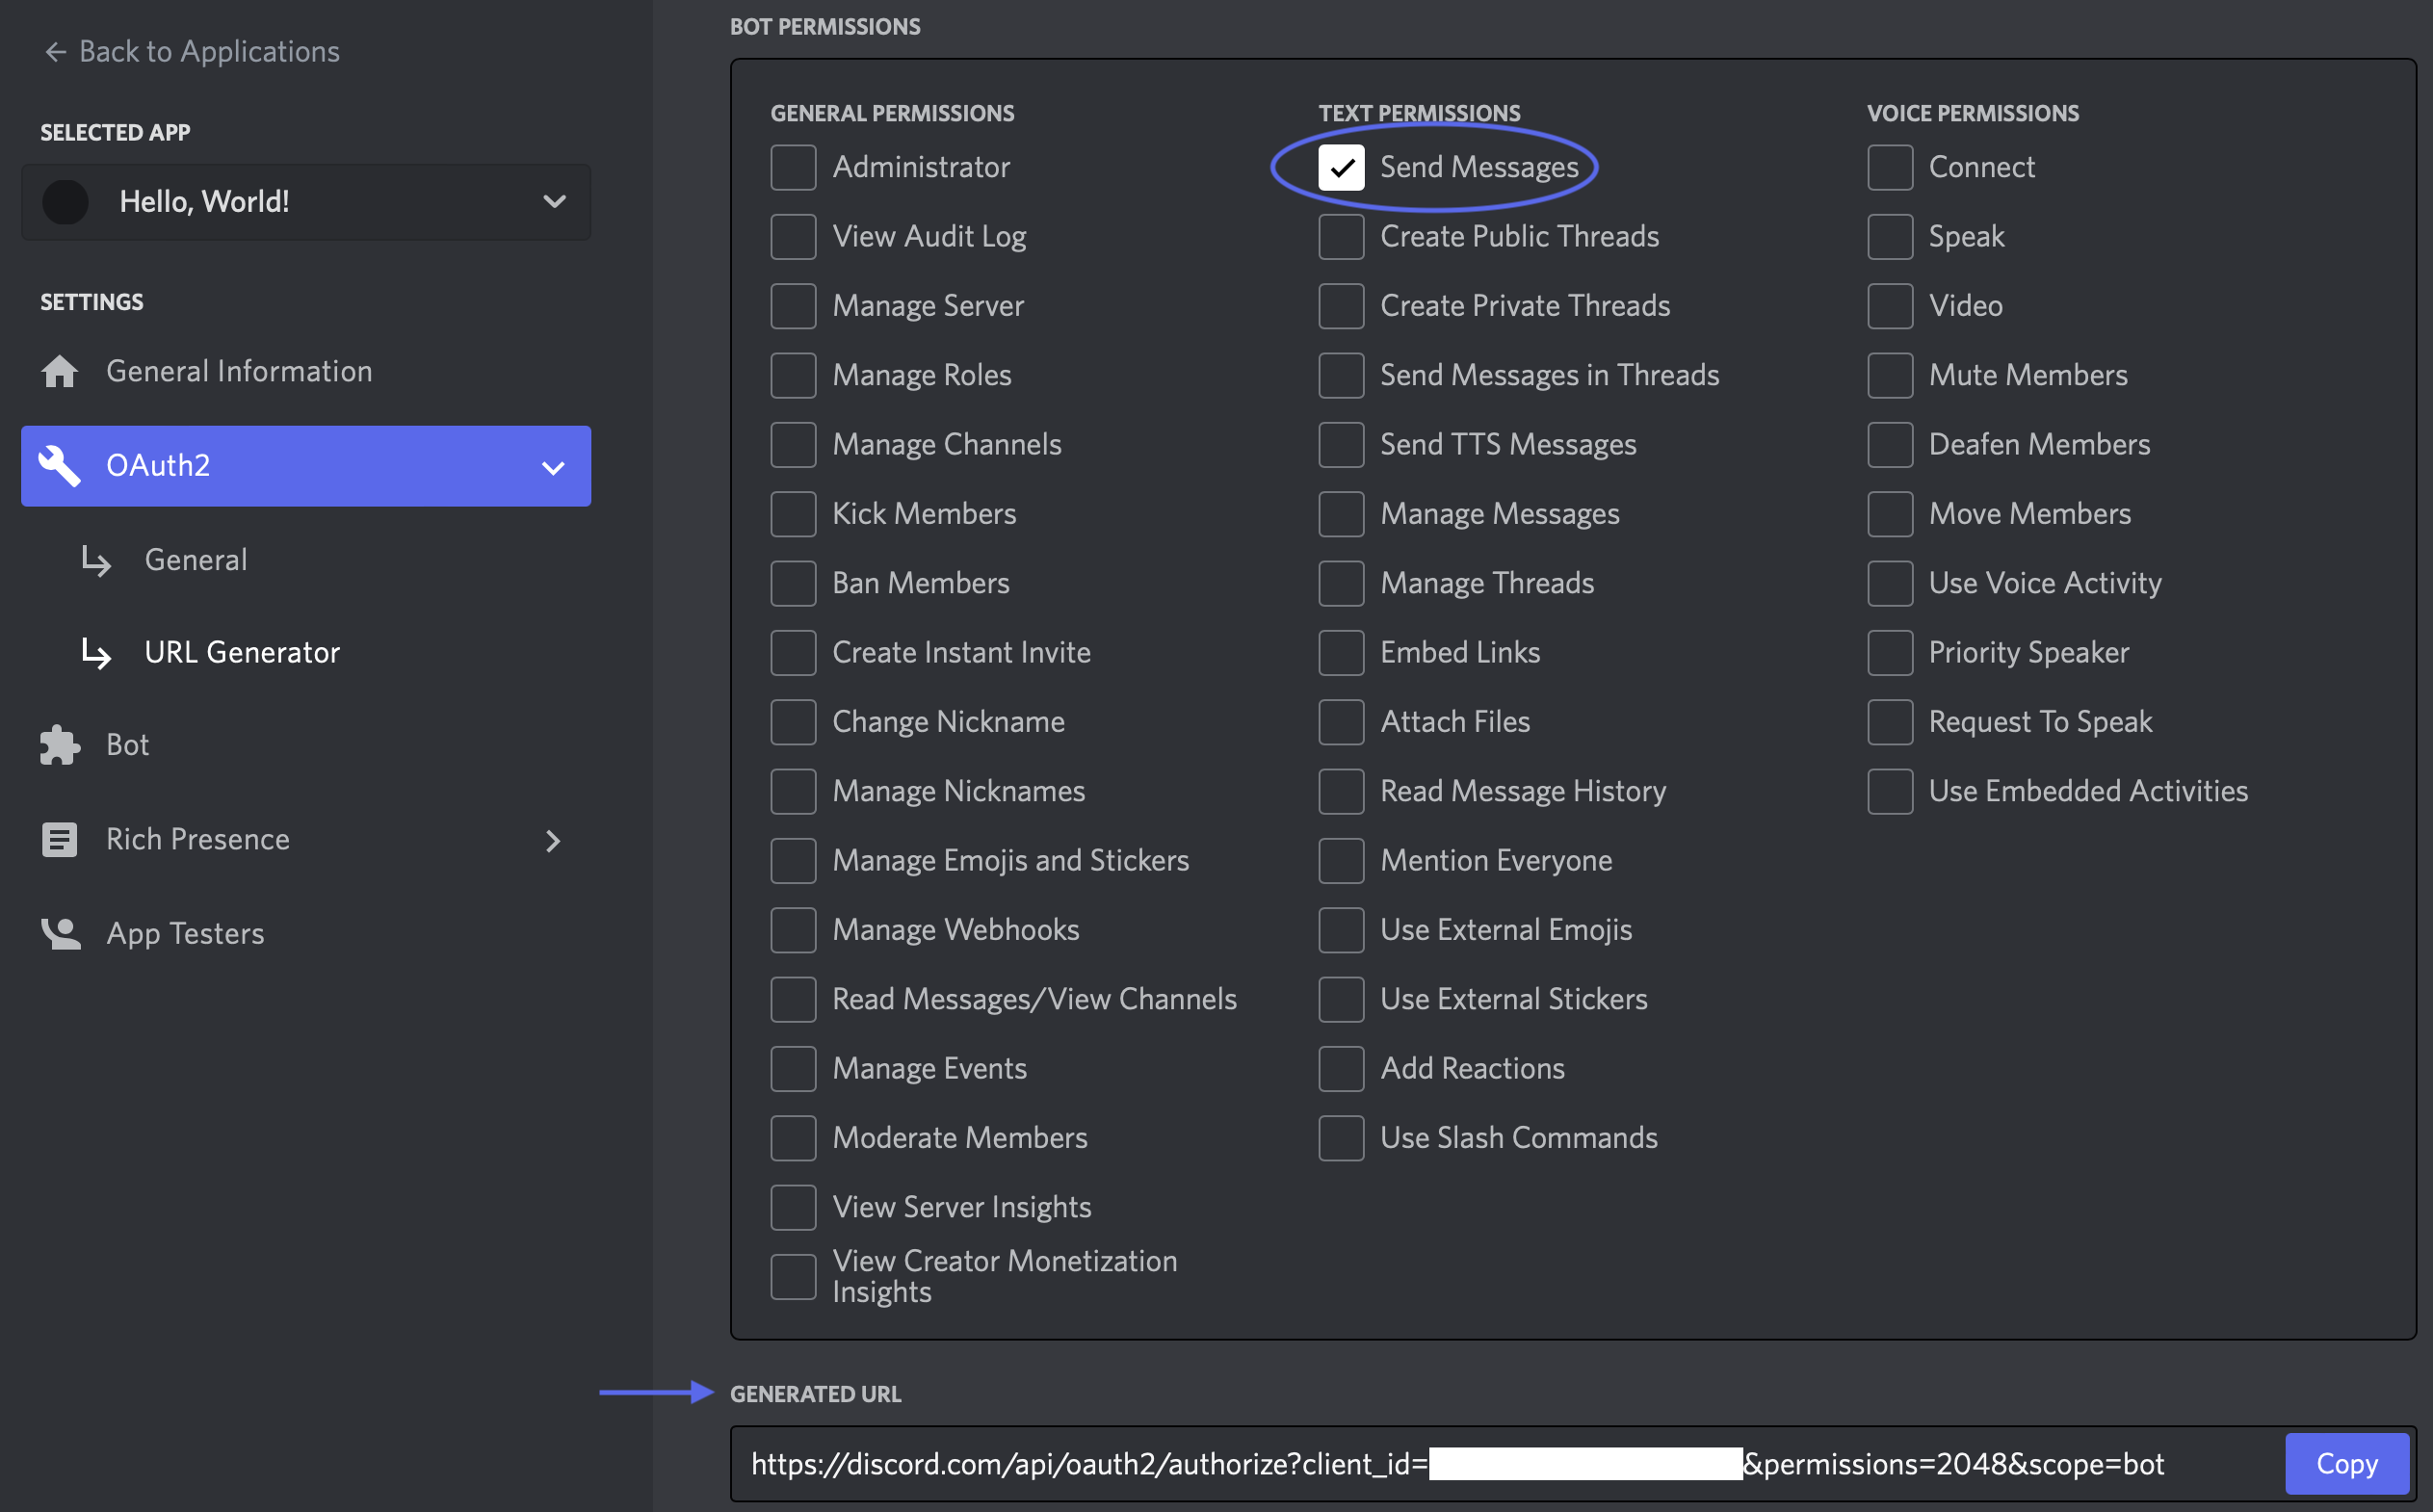 Back to Applications
SELECTED APP
Hello, World!
SETTINGS
General Information
OAuth2
General
URL Generator
Bot
Rich Presence
App Testers
BOT PERMISSIONS
GENERAL PERMISSIONS
Administrator
View Audit Log
Manage Server
Manage Roles
Manage Channels
Kick Members
Ban Members
Create Instant Invite
Change Nickname
Manage Nicknames
Manage Emojis and Stickers
Manage Webhooks
Read Messages/View Channels
Manage Events
Moderate Members
View Server Insights
View Creator Monetization
Insights
TEXT PERMISSIONS
Send Messages
Create Public Threads
Create Private Threads
Send Messages in Threads
Send TTS Messages
Manage Messages
Manage Threads
Embed Links
Attach Files
Read Message History
Mention Everyone
Use External Emojis
Use External Stickers
Add Reactions
Use Slash Commands
VOICE PERMISSIONS
Connect
Speak
Video
Mute Members
Deafen Members
Move Members
Use Voice Activity
Priority Speaker
Request To Speak
Use Embedded Activities
GENERATED URL
https://discord.com/api/oauth2/authorize?client_id= &permissions=2048&scope=bot
Copy